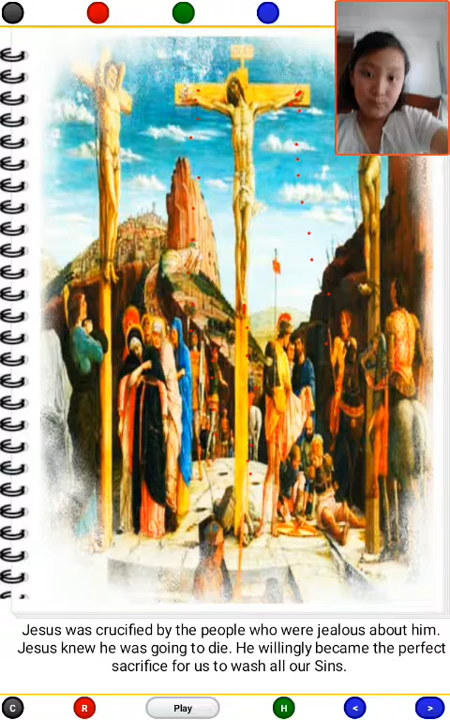 Jesus was crucified by the people who were jealous about him.
Jesus knew he was going to die. He willingly became the perfect
sacrifice for us to wash all our Sins.
C
R
Play
H
<
>